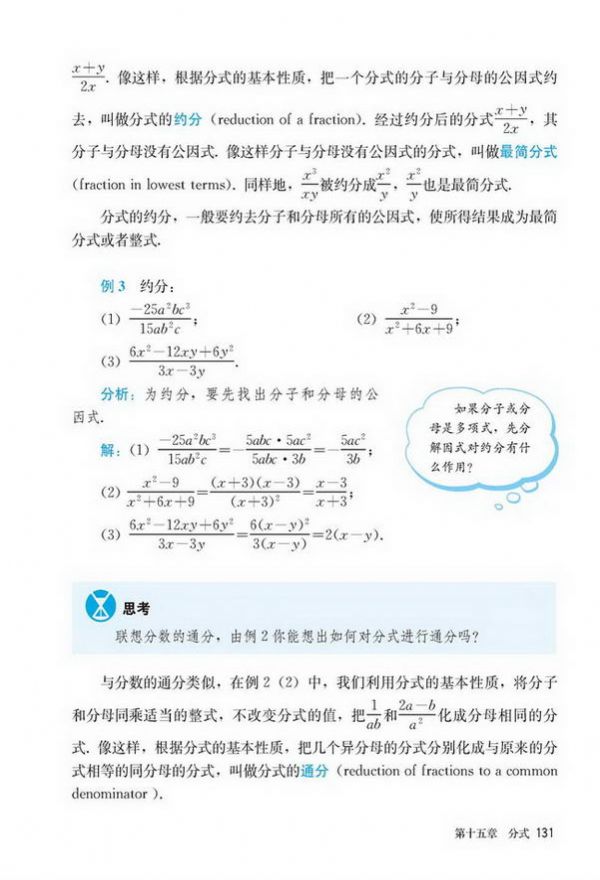 $\frac{x+y}{2x}$. 像这样，根据分式的基本性质，把一个分式的分子与分母的公因式约
去，叫做分式的约分（reduction of a fraction). 经过约分后的分式$\frac{x+y}{2x}$，其
分子与分母没有公因式. 像这样分子与分母没有公因式的分式，叫做最简分式
(fraction in lowest terms). 同样地，$\frac{x^3}{xy}$被约分成$\frac{x^2}{y}$，$\frac{x^2}{y}$也是最简分式.
分式的约分，一般要约去分子和分母所有的公因式，使所得结果成为最简
分式或者整式.
例 3 约分：
(1) $\frac{-25a^2bc^3}{15ab^2c}$; (2) $\frac{x^2-9}{x^2+6x+9}$;
(3) $\frac{6x^2-12xy+6y^2}{3x-3y}$.
分析：为约分，要先找出分子和分母的公
因式.
如果分子或分
母是多项式，先分
解因式对约分有什
么作用？
解：(1) $\frac{-25a^2bc^3}{15ab^2c}=-\frac{5abc·5ac^2}{5abc·3b}=-\frac{5ac^2}{3b}$;
(2) $\frac{x^2-9}{x^2+6x+9}=\frac{(x+3)(x-3)}{(x+3)^2}=\frac{x-3}{x+3}$;
(3) $\frac{6x^2-12xy+6y^2}{3x-3y}=\frac{6(x-y)^2}{3(x-y)}=2(x-y)$.
思考
联想分数的通分，由例 2 你能想出如何对分式进行通分吗？
与分数的通分类似，在例 2（2）中，我们利用分式的基本性质，将分子
和分母同乘适当的整式，不改变分式的值，把$\frac{1}{ab}$和$\frac{2a-b}{a^2}$化成分母相同的分
式. 像这样，根据分式的基本性质，把几个异分母的分式分别化成与原来的分
式相等的同分母的分式，叫做分式的通分（reduction of fractions to a common
denominator ).
第十五章 分式 131